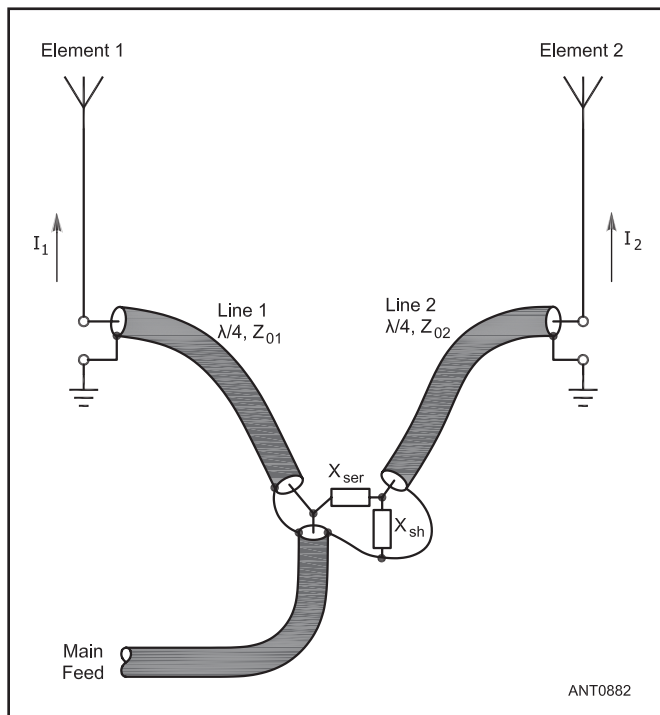 Element 1
Element 2
I1
I2
Line 1
λ/4, Z01
Line 2
λ/4, Z02
Xser
Xsh
Main
Feed
ANT0882